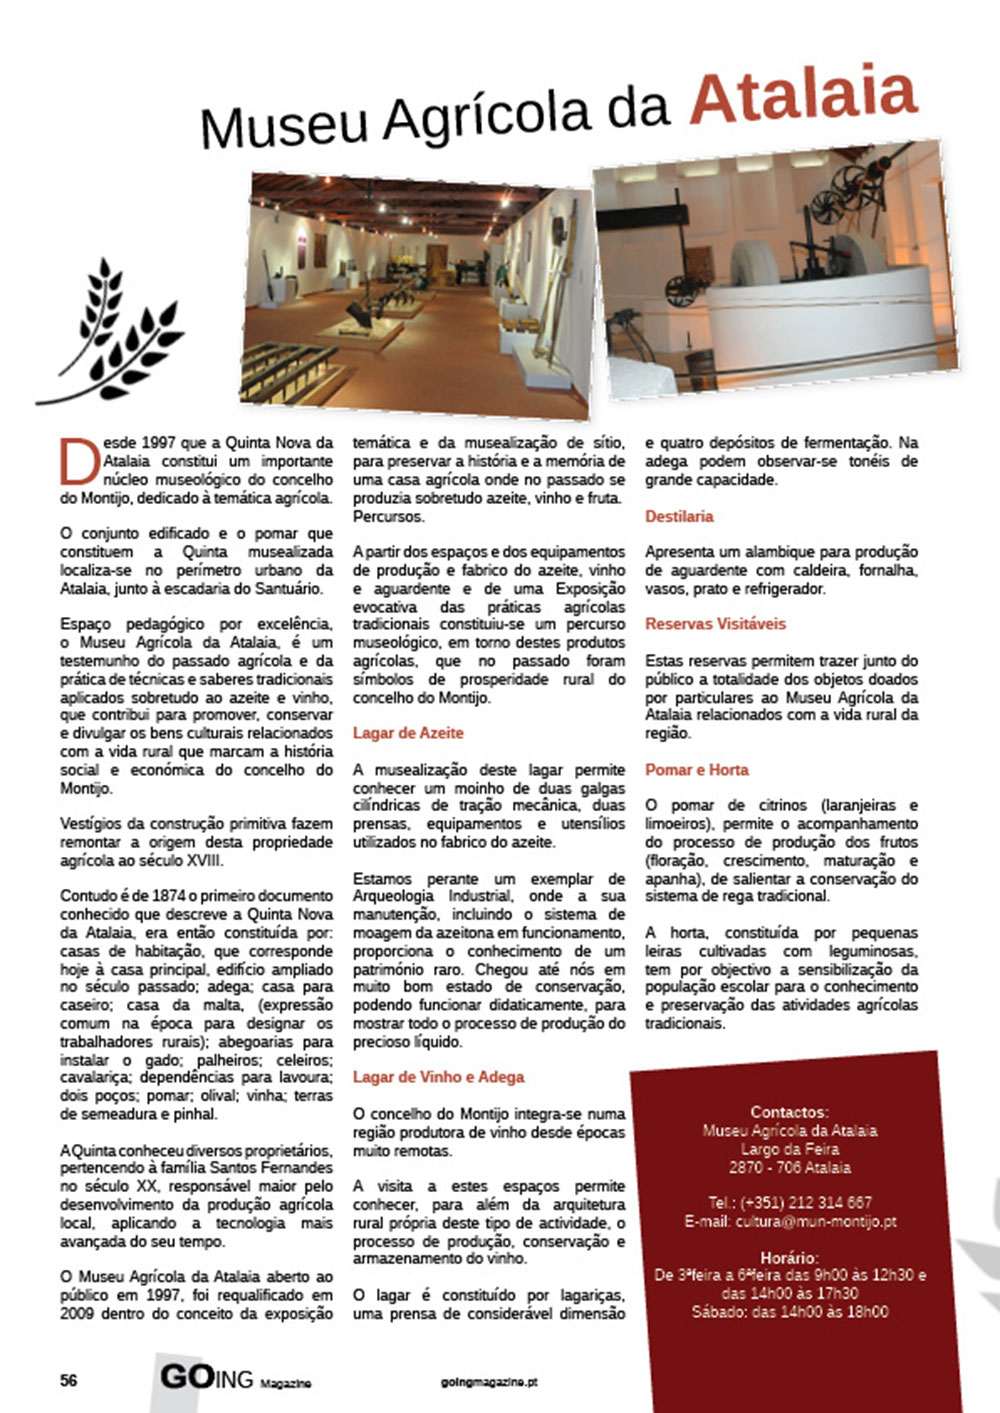 Museu Agrícola da Atalaia
Desde 1997 que a Quinta Nova da
Atalaia constitui um importante
núcleo museológico do concelho
do Montijo, dedicado à temática agrícola.
O conjunto edificado e o pomar que
constituem a Quinta musealizada
localiza-se no perímetro urbano da
Atalaia, junto à escadaria do Santuário.
Espaço pedagógico por excelência,
o Museu Agrícola da Atalaia, é um
testemunho do passado agrícola e da
prática de técnicas e saberes tradicionais
aplicados sobretudo ao azeite e vinho,
que contribui para promover, conservar
e divulgar os bens culturais relacionados
com a vida rural que marcam a história
social e económica do concelho do
Montijo.
Vestígios da construção primitiva fazem
remontar a origem desta propriedade
agrícola ao século XVIII.
Contudo é de 1874 o primeiro documento
conhecido que descreve a Quinta Nova
da Atalaia, era então constituída por:
casas de habitação, que corresponde
hoje à casa principal, edifício ampliado
no século passado; adega; casa para
caseiro; casa da malta, (expressão
comum na época para designar os
trabalhadores rurais); abegoarias para
instalar o gado; palheiros; celeiros;
cavalariça; dependências para lavoura;
dois poços; pomar; olival; vinha; terras
de semeadura e pinhal.
A Quinta conheceu diversos proprietários,
pertencendo à família Santos Fernandes
no século XX, responsável maior pelo
desenvolvimento da produção agrícola
local, aplicando a tecnologia mais
avançada do seu tempo.
O Museu Agrícola da Atalaia aberto ao
público em 1997, foi requalificado em
2009 dentro do conceito da exposição
temática e da musealização de sítio,
para preservar a história e a memória de
uma casa agrícola onde no passado se
produzia sobretudo azeite, vinho e fruta.
Percursos.
A partir dos espaços e dos equipamentos
de produção e fabrico do azeite, vinho
e aguardente e de uma Exposição
evocativa das práticas agrícolas
tradicionais constituiu-se um percurso
museológico, em torno destes produtos
agrícolas, que no passado foram
símbolos de prosperidade rural do
concelho do Montijo.
Lagar de Azeite
A musealização deste lagar permite
conhecer um moinho de duas galgas
cilíndricas de tração mecânica, duas
prensas, equipamentos e utensílios
utilizados no fabrico do azeite.
Estamos perante um exemplar de
Arqueologia Industrial, onde a sua
manutenção, incluindo o sistema de
moagem da azeitona em funcionamento,
proporciona o conhecimento de um
património raro. Chegou até nós em
muito bom estado de conservação,
podendo funcionar didaticamente, para
mostrar todo o processo de produção do
precioso líquido.
Lagar de Vinho e Adega
O concelho do Montijo integra-se numa
região produtora de vinho desde épocas
muito remotas.
A visita a estes espaços permite
conhecer, para além da arquitetura
rural própria deste tipo de actividade, o
processo de produção, conservação e
armazenamento do vinho.
O lagar é constituído por lagariças,
uma prensa de considerável dimensão
e quatro depósitos de fermentação. Na
adega podem observar-se tonéis de
grande capacidade.
Destilaria
Apresenta um alambique para produção
de aguardente com caldeira, fornalha,
vasos, prato e refrigerador.
Reservas Visitáveis
Estas reservas permitem trazer junto do
público a totalidade dos objetos doados
por particulares ao Museu Agrícola da
Atalaia relacionados com a vida rural da
região.
Pomar e Horta
O pomar de citrinos (laranjeiras e
limoeiros), permite o acompanhamento
do processo de produção dos frutos
(floração, crescimento, maturação e
apanha), de salientar a conservação do
sistema de rega tradicional.
A horta, constituída por pequenas
leiras cultivadas com leguminosas,
tem por objectivo a sensibilização da
população escolar para o conhecimento
e preservação das atividades agrícolas
tradicionais.
Contactos:
Museu Agrícola da Atalaia
Largo da Feira
2870 - 706 Atalaia
Tel.: (+351) 212 314 667
E-mail: cultura@mun-montijo.pt
Horário:
De 3ªfeira a 6ªfeira das 9h00 às 12h30 e
das 14h00 às 17h30
Sábado: das 14h00 às 18h00
56
GOING Magazine
goingmagazine.pt